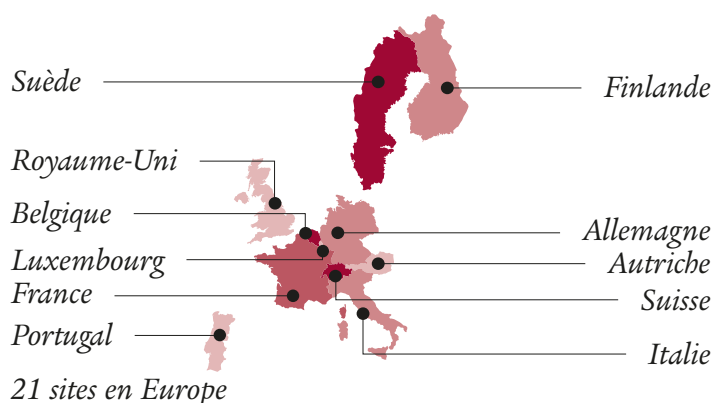 Suède
Finlande
Royaume-Uni
Belgique
Allemagne
Luxembourg
Autriche
France
Suisse
Portugal
Italie
21 sites en Europe